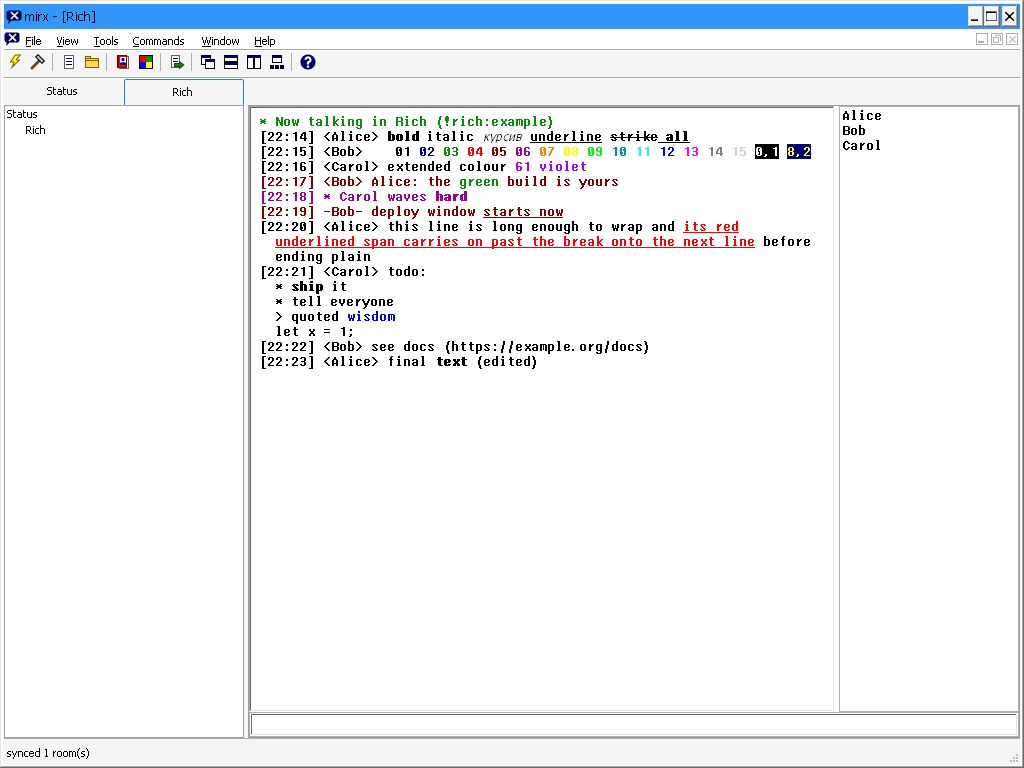 mirx - [Rich]
File View Tools Commands Window Help
Status Rich
Status
Rich
* Now talking in Rich (!rich:example)
[22:14] <Alice> bold italic курсив underline strike all
[22:15] <Bob> 01 02 03 04 05 06 07 08 09 10 11 12 13 14 15 0,1 8,2
[22:16] <Carol> extended colour 61 violet
[22:17] <Bob> Alice: the green build is yours
[22:18] * Carol waves hard
[22:19] -Bob- deploy window starts now
[22:20] <Alice> this line is long enough to wrap and its red
underlined span carries on past the break onto the next line before
ending plain
[22:21] <Carol> todo:
* ship it
* tell everyone
> quoted wisdom
let x = 1;
[22:22] <Bob> see docs (https://example.org/docs)
[22:23] <Alice> final text (edited)
Alice
Bob
Carol
synced 1 room(s)